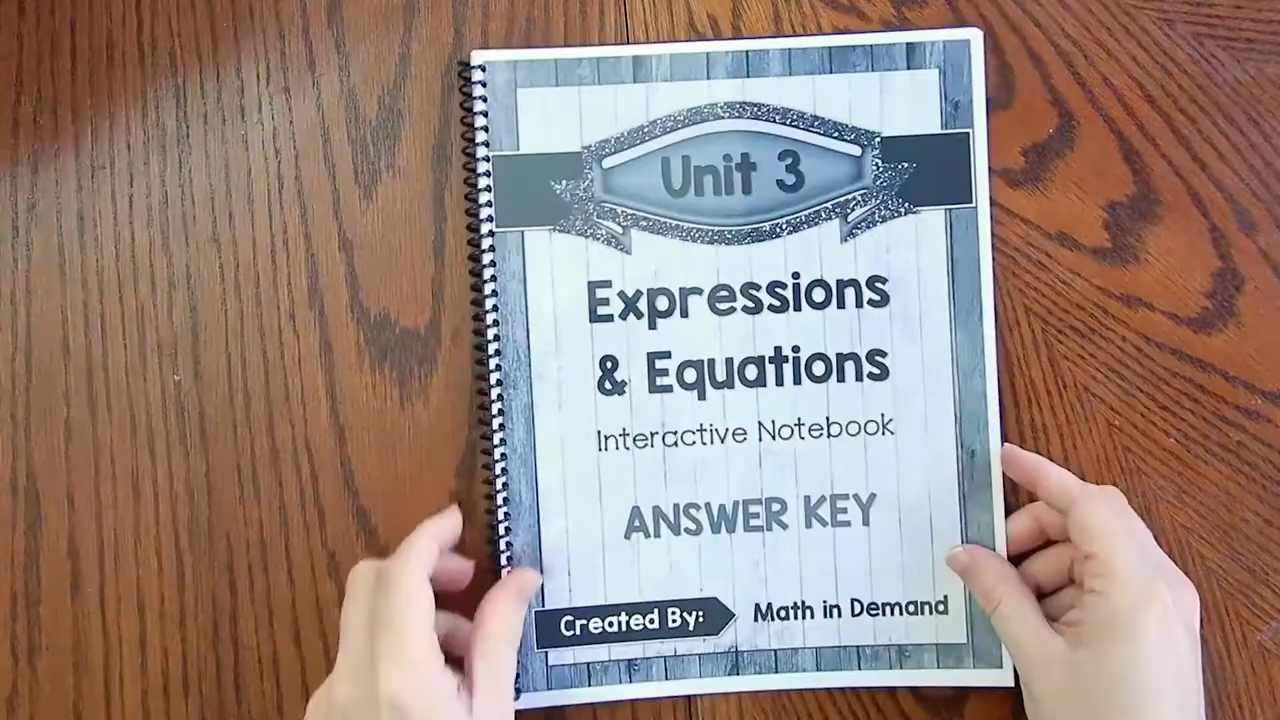 Unit 3
Expressions
& Equations
Interactive Notebook
ANSWER KEY
Created By: Math in Demand